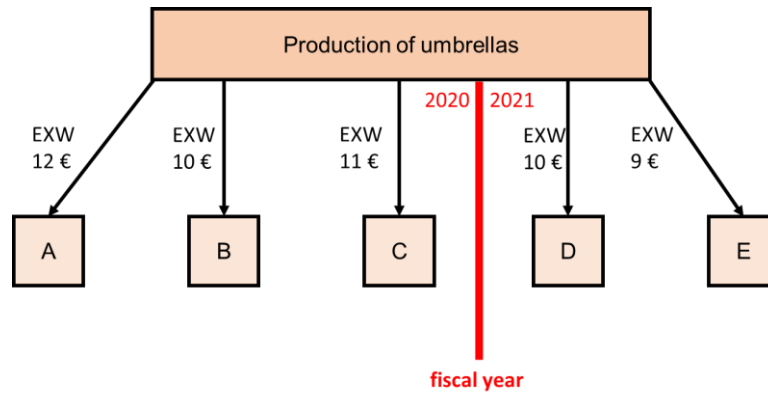 Production of umbrellas
2020 2021
EXW
12 €
EXW
10 €
EXW
11 €
EXW
10 €
EXW
9 €
A
B
C
D
E
fiscal year